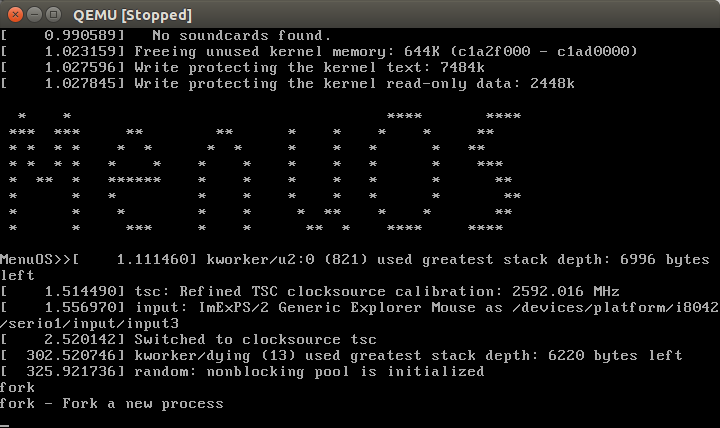 QEMU [Stopped]
[    0.990589]   No soundcards found.
[    1.023159] Freeing unused kernel memory: 644K (c1a2f000 - c1ad0000)
[    1.027596] Write protecting the kernel text: 7484k
[    1.027845] Write protecting the kernel read-only data: 2448k
MenuOS
MenuOS>>[    1.111460] kworker/u2:0 (821) used greatest stack depth: 6996 bytes
left
[    1.514490] tsc: Refined TSC clocksource calibration: 2592.016 MHz
[    1.556970] input: ImExPS/2 Generic Explorer Mouse as /devices/platform/i8042
/serio1/input/input3
[    2.520142] Switched to clocksource tsc
[  302.520746] kworker/dying (13) used greatest stack depth: 6220 bytes left
[  325.921736] random: nonblocking pool is initialized
fork
fork - Fork a new process